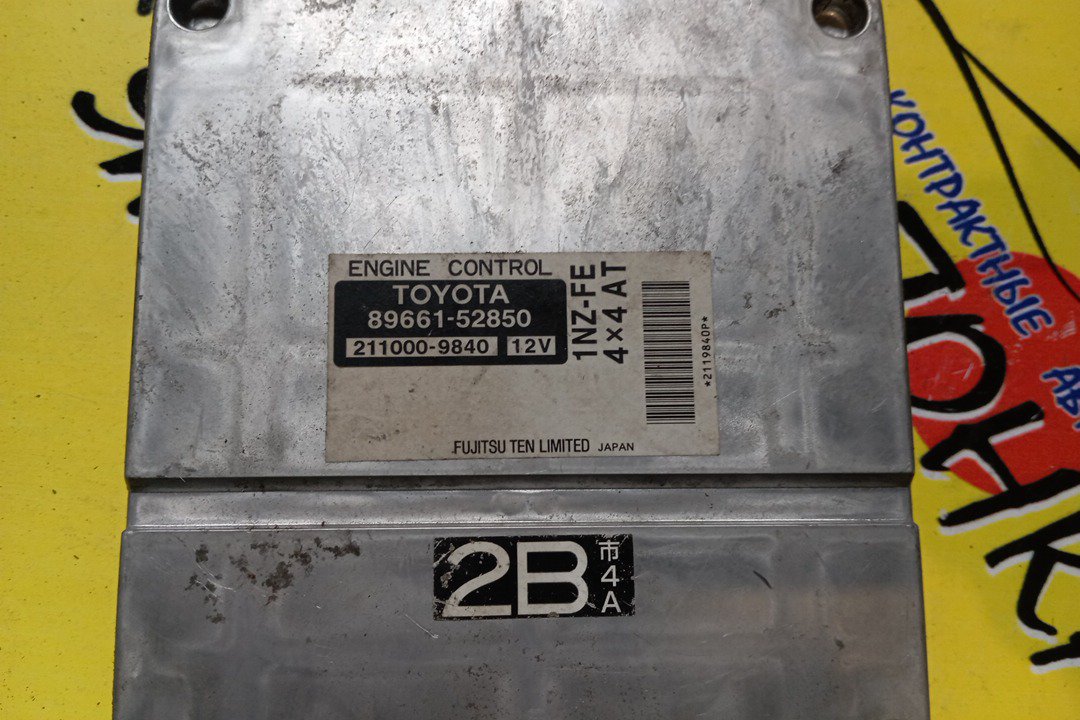 ENGINE CONTROL
TOYOTA
89661-52850
211000-9840 12V
1NZ-FE
4×4 AT
*2119840P*
FUJITSU TEN LIMITED JAPAN
2B
市
4
A
КОНТРАКТНЫЕ